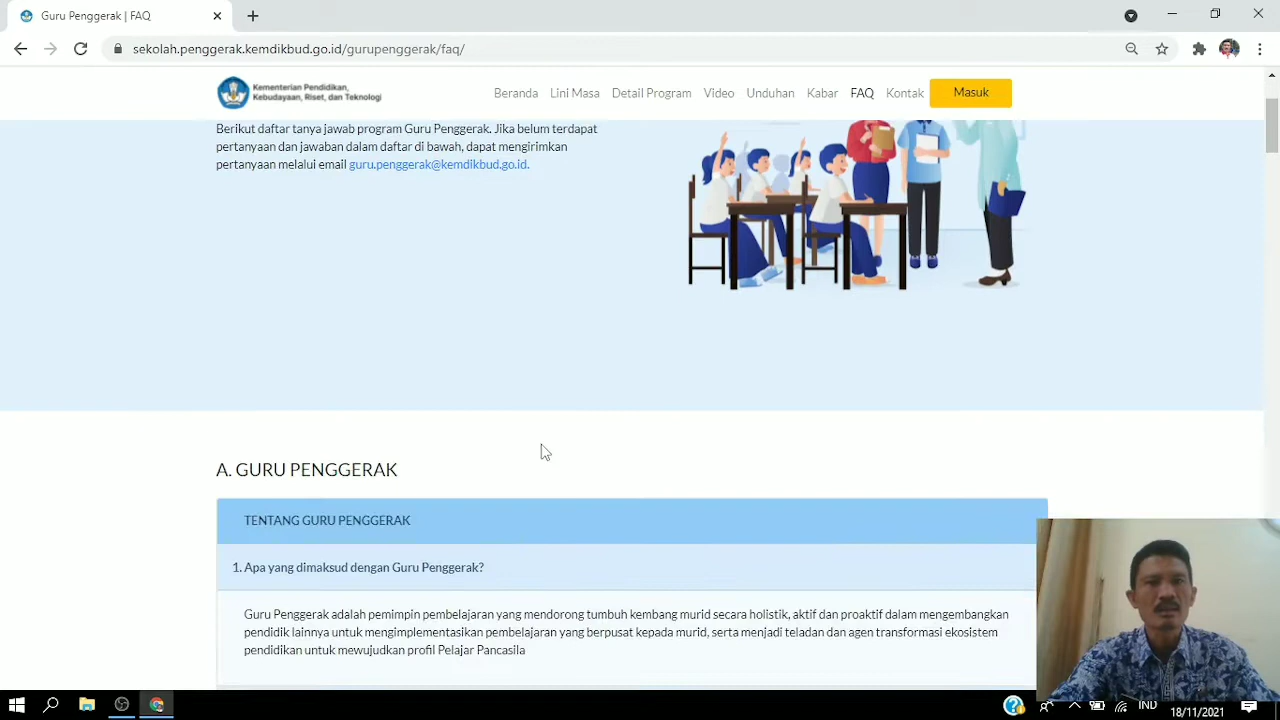 Guru Penggerak | FAQ
sekolah.penggerak.kemdikbud.go.id/gurupenggerak/faq/
Kementerian Pendidikan,
Kebudayaan, Riset, dan Teknologi
Beranda Lini Masa Detail Program Video Unduhan Kabar FAQ Kontak Masuk
Berikut daftar tanya jawab program Guru Penggerak. Jika belum terdapat
pertanyaan dan jawaban dalam daftar di bawah, dapat mengirimkan
pertanyaan melalui email guru.penggerak@kemdikbud.go.id.
A. GURU PENGGERAK
TENTANG GURU PENGGERAK
1. Apa yang dimaksud dengan Guru Penggerak?
Guru Penggerak adalah pemimpin pembelajaran yang mendorong tumbuh kembang murid secara holistik, aktif dan proaktif dalam mengembangkan
pendidik lainnya untuk mengimplementasikan pembelajaran yang berpusat kepada murid, serta menjadi teladan dan agen transformasi ekosistem
pendidikan untuk mewujudkan profil Pelajar Pancasila
IND
18/11/2021